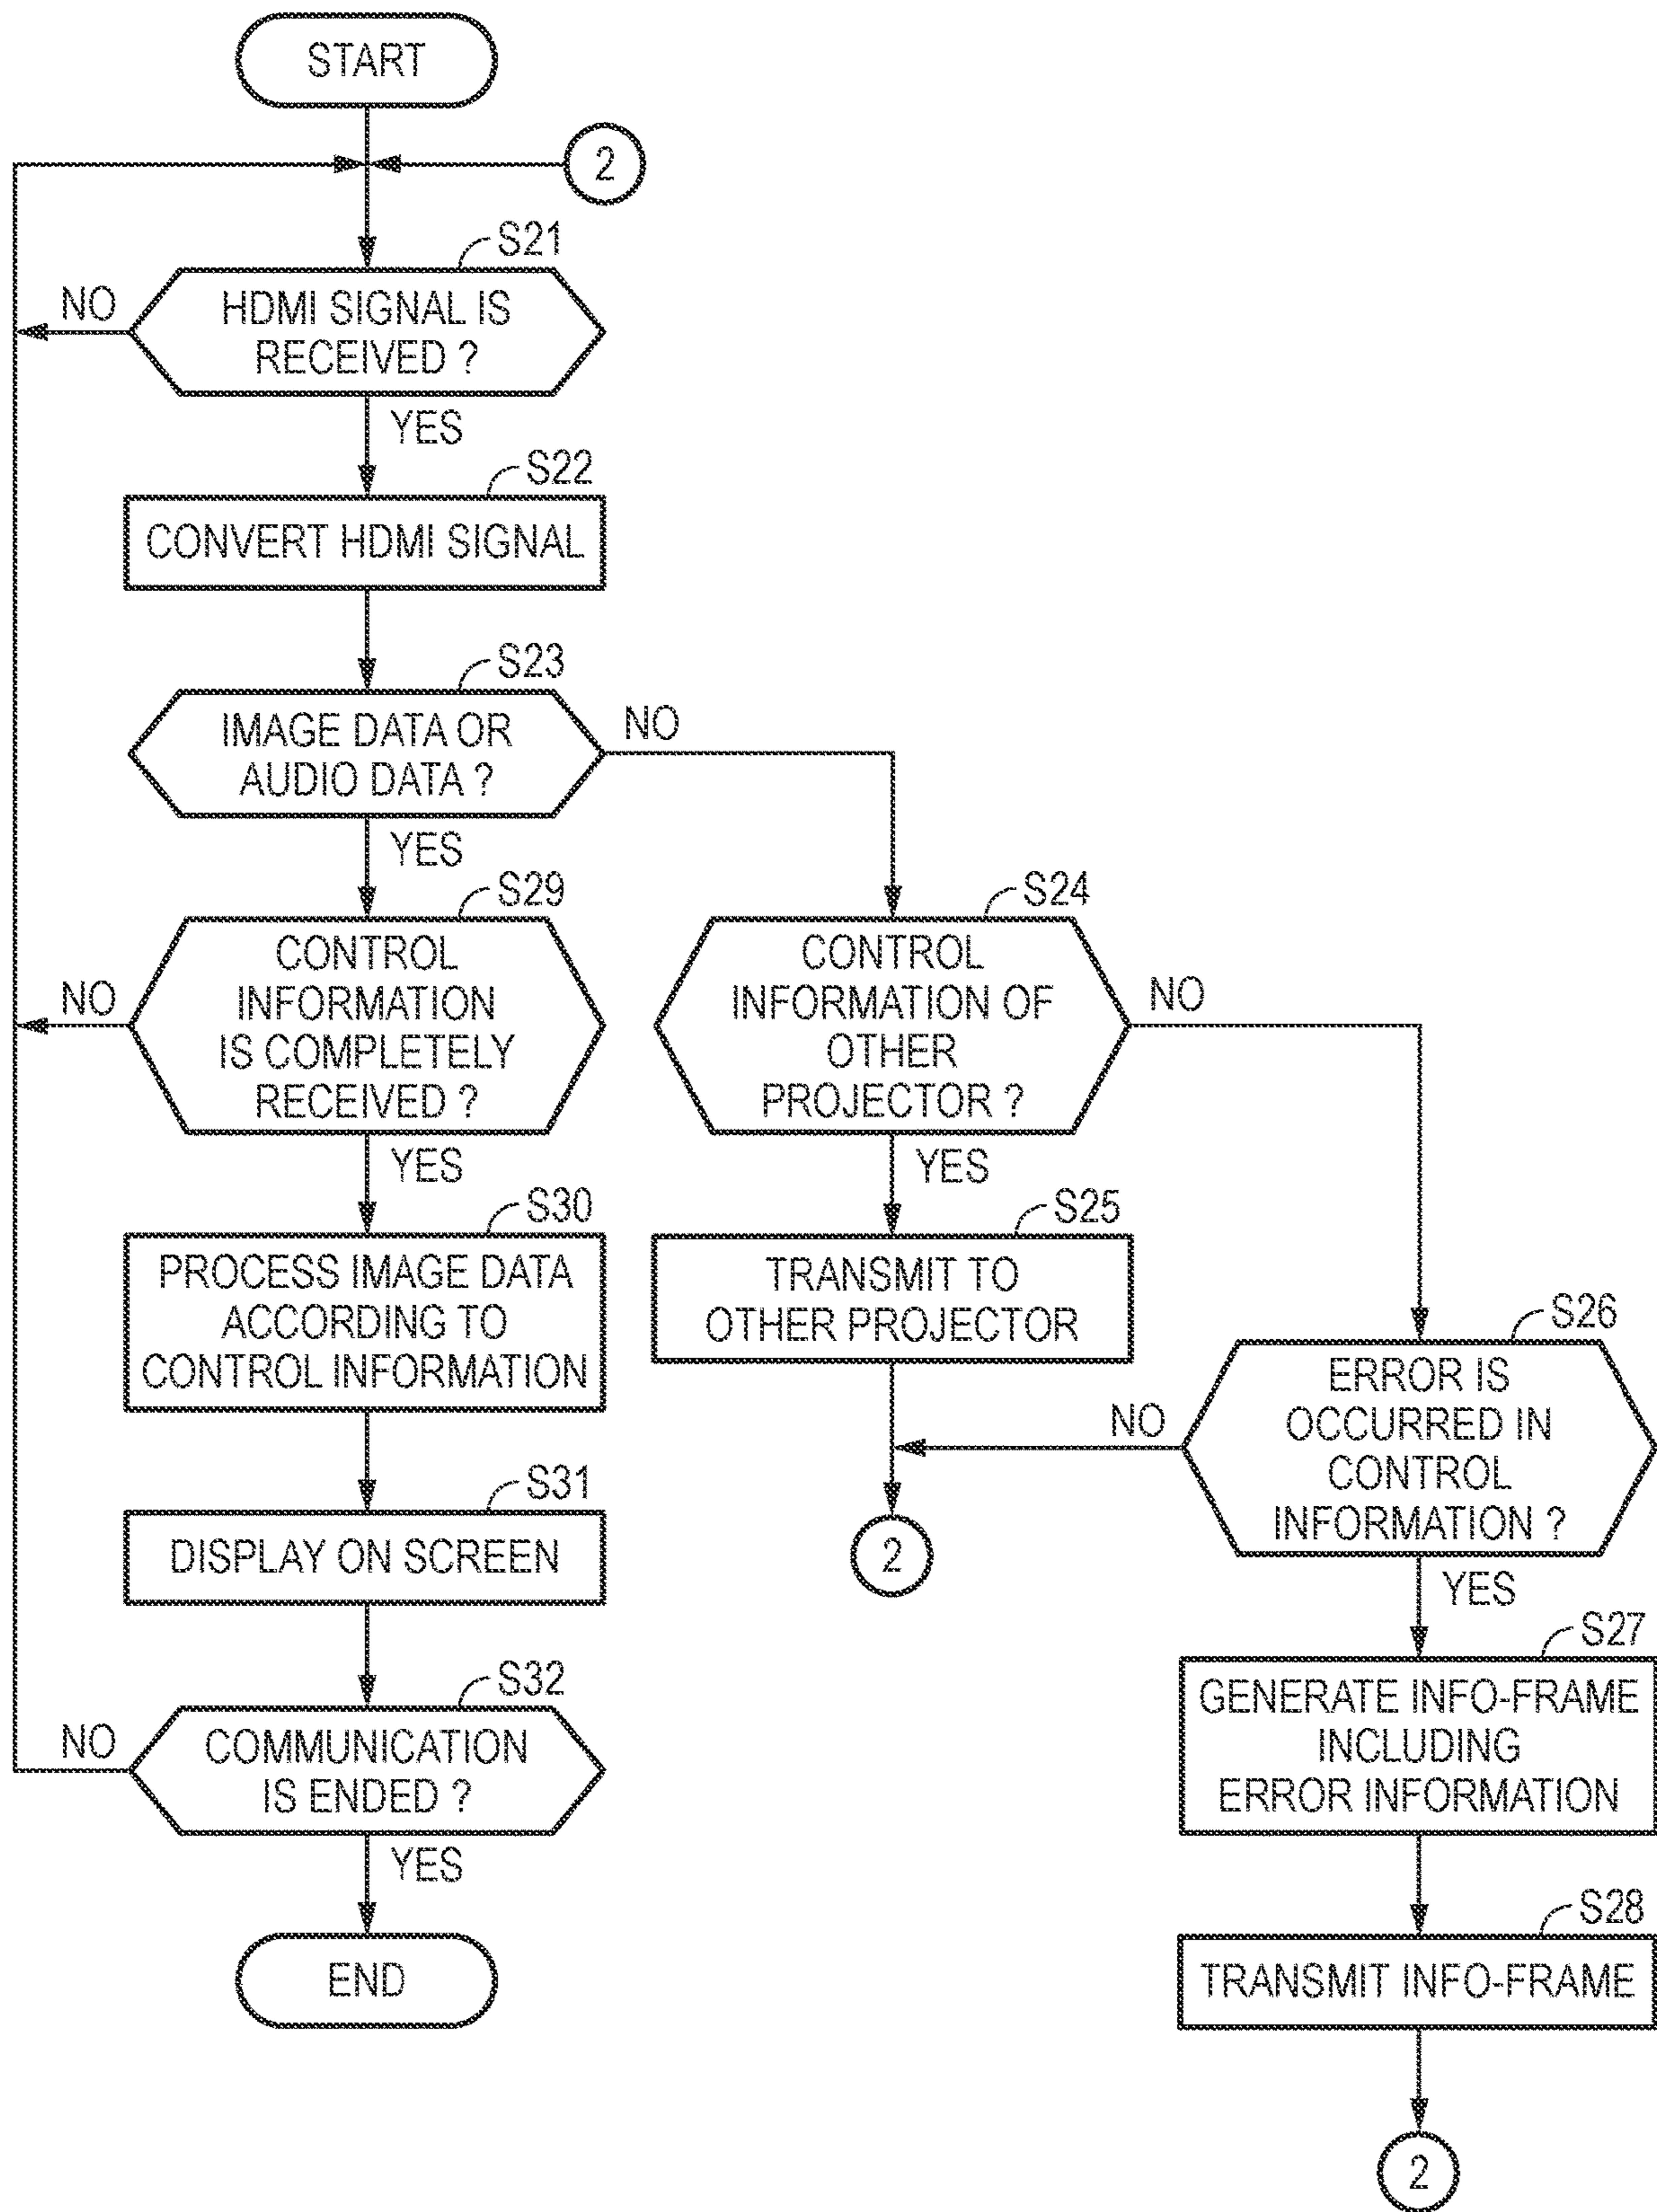 START
2
S21
NO
HDMI SIGNAL IS
RECEIVED ?
YES
S22
CONVERT HDMI SIGNAL
S23
IMAGE DATA OR
AUDIO DATA ?
NO
YES
S29
CONTROL
INFORMATION
IS COMPLETELY
RECEIVED ?
NO
YES
S24
CONTROL
INFORMATION OF
OTHER
PROJECTOR ?
NO
YES
S30
PROCESS IMAGE DATA
ACCORDING TO
CONTROL INFORMATION
S25
TRANSMIT TO
OTHER PROJECTOR
S26
ERROR IS
OCCURRED IN
CONTROL
INFORMATION ?
NO
YES
2
S31
DISPLAY ON SCREEN
S27
GENERATE INFO-FRAME
INCLUDING
ERROR INFORMATION
S32
COMMUNICATION
IS ENDED ?
NO
YES
S28
TRANSMIT INFO-FRAME
END
2